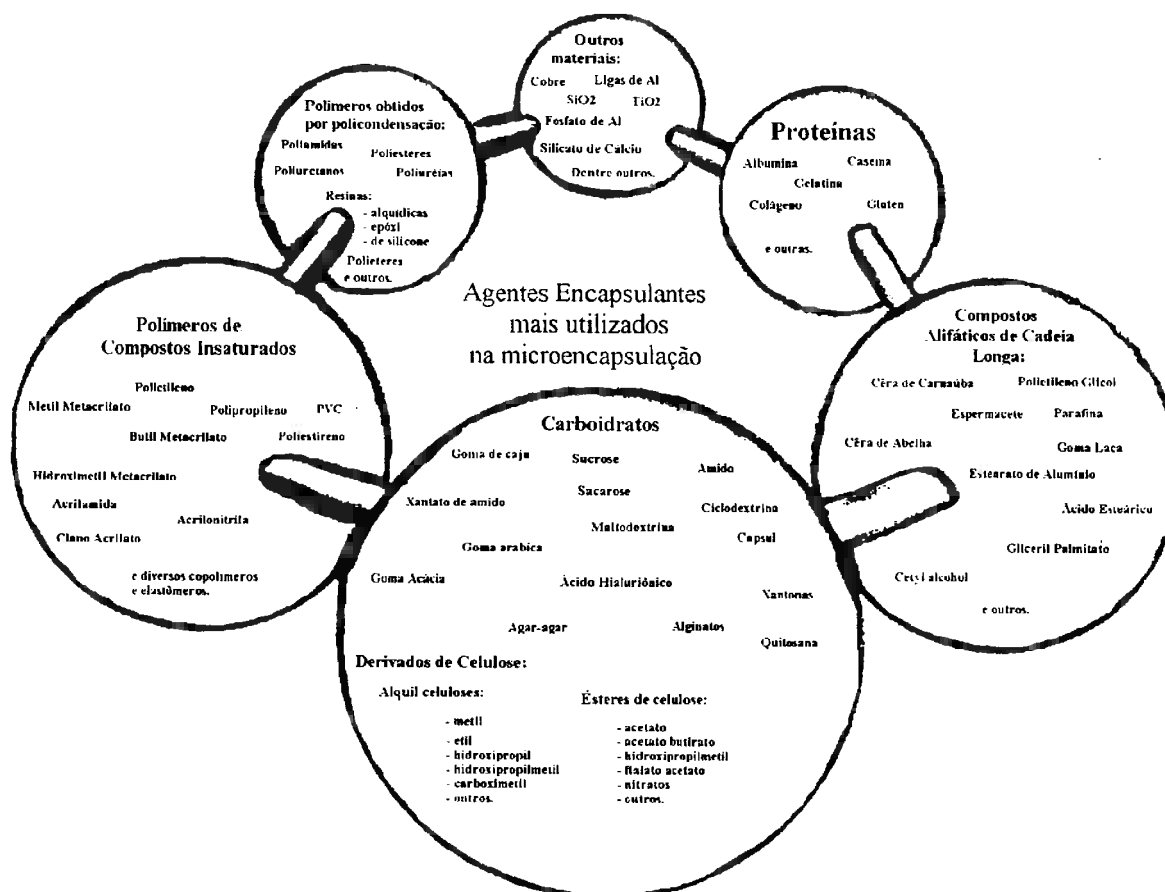 Outros
materiais:
Cobre Ligas de Al
SiO2 TiO2
Fosfato de Al
Silicato de Cálcio
Dentre outros.
Polímeros obtidos
por policondensação:
Poliamidas Poliesteres
Poliuretanos Poliuréias
Resinas:
- alquídicas
- epóxi
- de silicone
Polieteres
e outros.
Proteínas
Albumina Caseina
Gelatina
Colágeno Gluten
e outras.
Agentes Encapsulantes
mais utilizados
na microencapsulação
Polímeros de
Compostos Insaturados
Polietileno
Metil Metacrilato Polipropileno PVC
Butil Metacrilato Poliestireno
Hidroximetil Metacrilato
Acrilamida Acrilonitrila
Ciano Acrilato
e diversos copolimeros
e elastômeros.
Compostos
Alifáticos de Cadeia
Longa:
Cêra de Carnaúba Polietileno Glicol
Espermacete Parafina
Cêra de Abelha Goma Laca
Estearato de Alumínio
Ácido Esteárico
Gliceril Palmitato
Cetyl alcohol
e outros.
Carboidratos
Goma de caju Sucrose Amido
Xantato de amido Sacarose Ciclodextrina
Maltodextrina Capsul
Goma arabica
Goma Acácia Ácido Hialuriônico Xantonas
Agar-agar Alginatos Quitosana
Derivados de Celulose:
Alquil celuloses:
- metil
- etil
- hidroxipropil
- hidroxipropilmetil
- carboximetil
- outros.
Ésteres de celulose:
- acetato
- acetato butirato
- hidroxipropilmetil
- ftalato acetato
- nitratos
- outros.